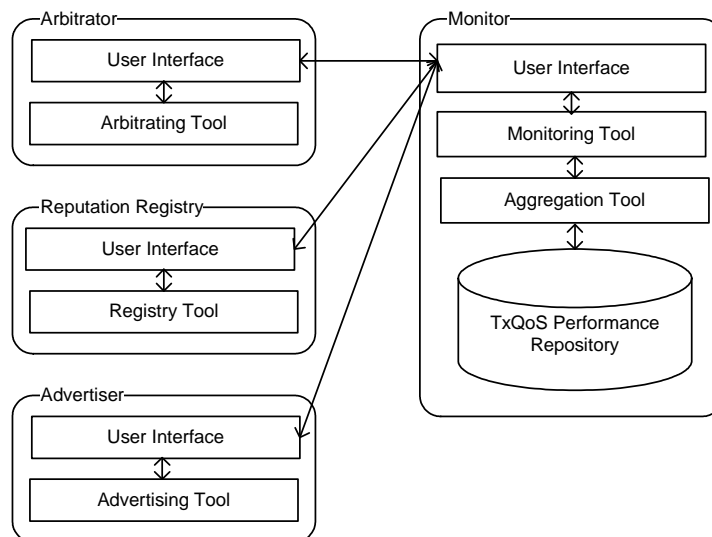 Arbitrator
User Interface
Arbitrating Tool
Reputation Registry
User Interface
Registry Tool
Advertiser
User Interface
Advertising Tool
Monitor
User Interface
Monitoring Tool
Aggregation Tool
TxQoS Performance
Repository